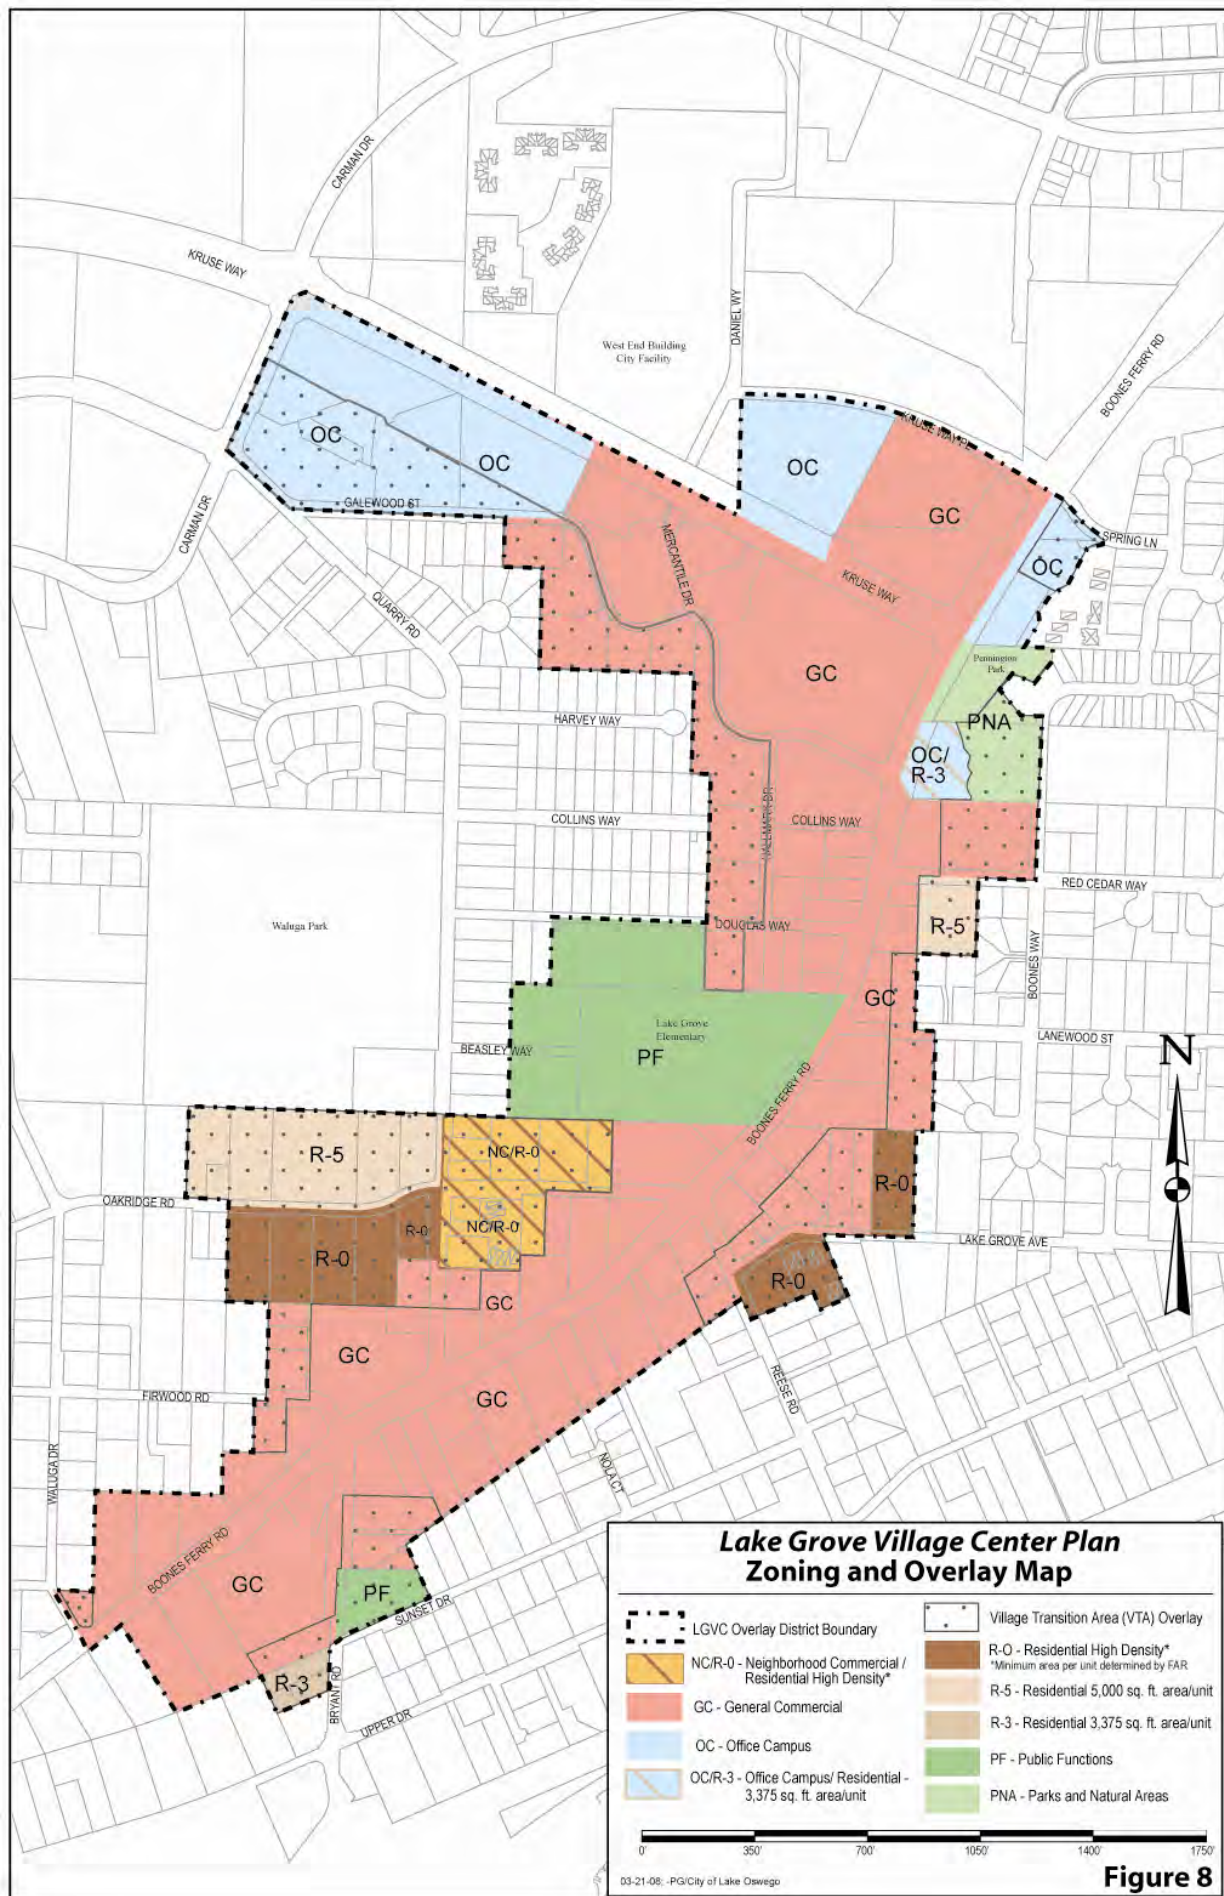 CARMAN DR
KRUSE WAY
DANIEL WY
West End Building
City Facility
BOONES FERRY RD
KRUSE WAY PL
OC
OC
OC
GC
SPRING LN
OC
GALEWOOD ST
CARMAN DR
MERCANTILE DR
KRUSE WAY
QUARRY RD
Pennington
Park
GC
PNA
HARVEY WAY
OC/
R-3
HALLMARK DR
COLLINS WAY
COLLINS WAY
RED CEDAR WAY
Waluga Park
DOUGLAS WAY
R-5
BOONES WAY
GC
Lake Grove
Elementary
LANEWOOD ST
BEASLEY WAY
PF
N
BOONES FERRY RD
R-5
NC/R-0
R-0
OAKRIDGE RD
NC/R-0
R-0
LAKE GROVE AVE
R-0
R-0
GC
GC
REESE RD
FIRWOOD RD
GC
WALUGA DR
NOLA CT
BOONES FERRY RD
GC
PF
SUNSET DR
R-3
BRYANT RD
UPPER DR
Lake Grove Village Center Plan
Zoning and Overlay Map
LGVC Overlay District Boundary
NC/R-0 - Neighborhood Commercial /
Residential High Density*
GC - General Commercial
OC - Office Campus
OC/R-3 - Office Campus/ Residential -
3,375 sq. ft. area/unit
Village Transition Area (VTA) Overlay
R-O - Residential High Density*
*Minimum area per unit determined by FAR
R-5 - Residential 5,000 sq. ft. area/unit
R-3 - Residential 3,375 sq. ft. area/unit
PF - Public Functions
PNA - Parks and Natural Areas
0' 350' 700' 1050' 1400' 1750'
03-21-08; -PG/City of Lake Oswego
Figure 8